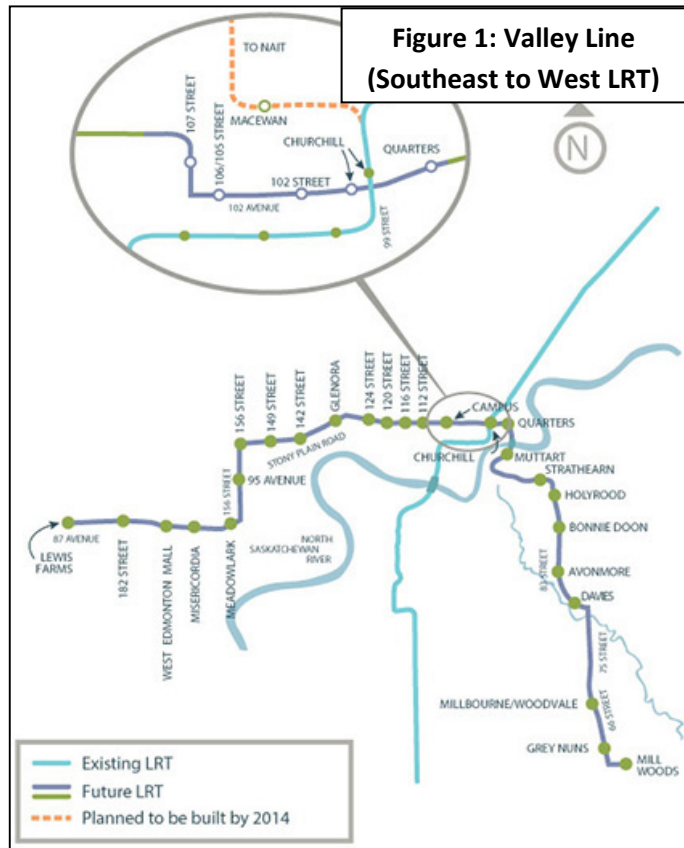 Figure 1: Valley Line
(Southeast to West LRT)
TO NAIT
MACEWAN
107 STREET
106/105 STREET
CHURCHILL
QUARTERS
102 STREET
102 AVENUE
99 STREET
N
156 STREET
149 STREET
142 STREET
GLENORA
124 STREET
120 STREET
116 STREET
112 STREET
CAMPUS
QUARTERS
STONY PLAIN ROAD
CHURCHILL
MUTTART
STRATHEARN
95 AVENUE
HOLYROOD
156 STREET
BONNIE DOON
87 AVENUE
LEWIS
FARMS
182 STREET
WEST EDMONTON MALL
MISERICORDIA
MEADOWLARK
NORTH
SASKATCHEWAN
RIVER
83 STREET
AVONMORE
DAVIES
75 STREET
MILLBOURNE/WOODVALE
66 STREET
GREY NUNS
MILL
WOODS
Existing LRT
Future LRT
Planned to be built by 2014